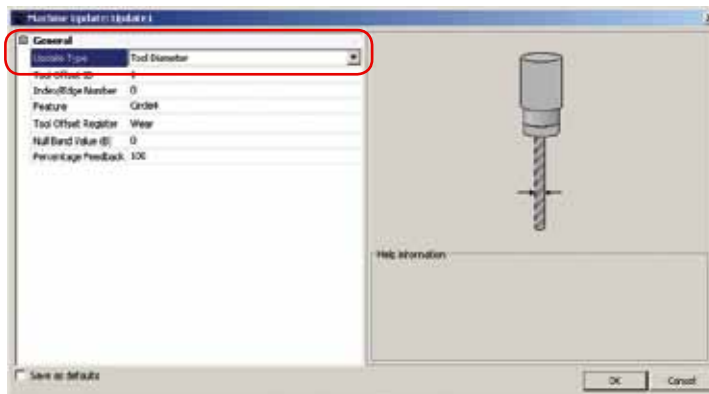 Machine Update: Update1
General
Update Type Tool Diameter
Tool Offset ID 1
Index/Edge Number 0
Feature Circle4
Tool Offset Register Wear
Null Band Value (B) 0
Percentage Feedback 100
Help information
Save as defaults
OK Cancel